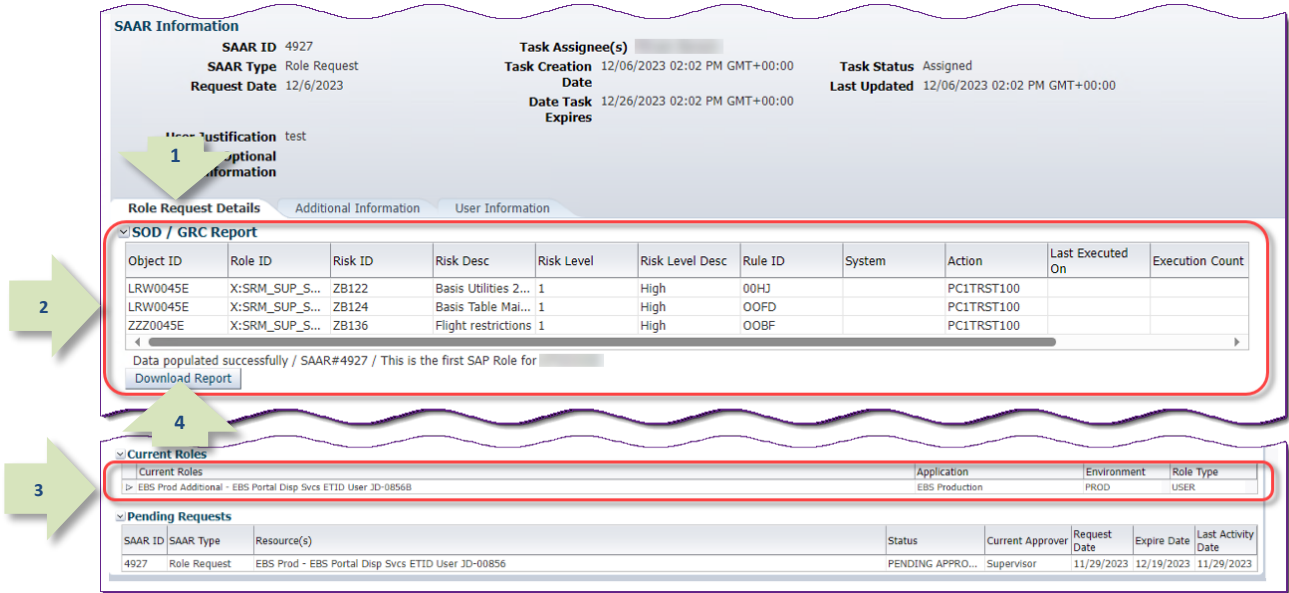 SAAR Information
SAAR ID 4927
Task Assignee(s)
SAAR Type Role Request
Task Creation Date 12/06/2023 02:02 PM GMT+00:00
Task Status Assigned
Request Date 12/6/2023
Last Updated 12/06/2023 02:02 PM GMT+00:00
Date Task Expires 12/26/2023 02:02 PM GMT+00:00
User Justification test
1
Role Request Details Additional Information User Information
SOD / GRC Report
Object ID Role ID Risk ID Risk Desc Risk Level Risk Level Desc Rule ID System Action Last Executed On Execution Count
LRW0045E X:SRM_SUP_S... ZB122 Basis Utilities 2... 1 High 00HJ PC1TRST100
2
LRW0045E X:SRM_SUP_S... ZB124 Basis Table Mai... 1 High OOFD PC1TRST100
ZZZ0045E X:SRM_SUP_S... ZB136 Flight restrictions 1 High OOBF PC1TRST100
Data populated successfully / SAAR#4927 / This is the first SAP Role for
Download Report
4
Current Roles
Current Roles Application Environment Role Type
3
EBS Prod Additional - EBS Portal Disp Svcs ETID User JD-0856B EBS Production PROD USER
Pending Requests
SAAR ID SAAR Type Resource(s) Status Current Approver Request Date Expire Date Last Activity Date
4927 Role Request EBS Prod - EBS Portal Disp Svcs ETID User JD-00856 PENDING APPRO... Supervisor 11/29/2023 12/19/2023 11/29/2023